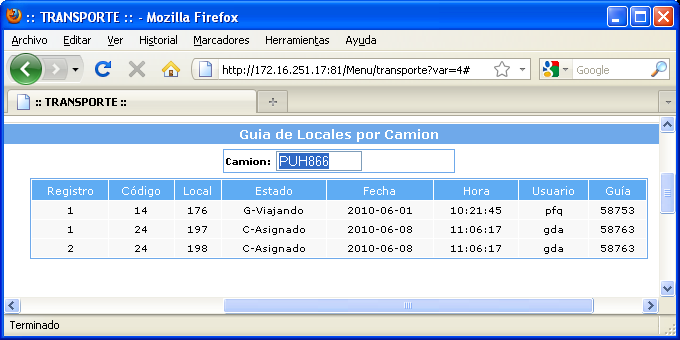 :: TRANSPORTE :: - Mozilla Firefox
Archivo Editar Ver Historial Marcadores Herramientas Ayuda
http://172.16.251.17:81/Menu/transporte?var=4# Google
:: TRANSPORTE ::
Guia de Locales por Camion
Camion: PUH866
Registro Código Local Estado Fecha Hora Usuario Guía
1 14 176 G-Viajando 2010-06-01 10:21:45 pfq 58753
1 24 197 C-Asignado 2010-06-08 11:06:17 gda 58763
2 24 198 C-Asignado 2010-06-08 11:06:17 gda 58763
Terminado